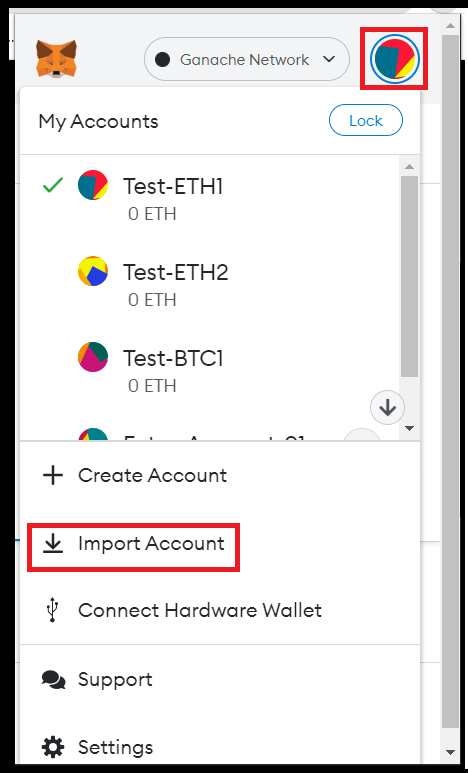 Ganache Network
My Accounts
Lock
Test-ETH1
0 ETH
Test-ETH2
0 ETH
Test-BTC1
0 ETH
Create Account
Import Account
Connect Hardware Wallet
Support
Settings